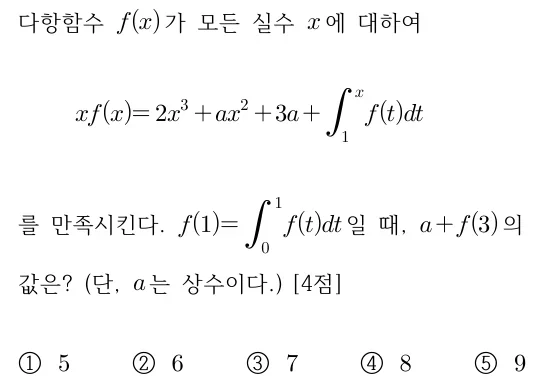 다항함수 f(x)가 모든 실수 x에 대하여
xf(x)=2x³+ax²+3a+∫₁ˣ f(t)dt
를 만족시킨다. f(1)=∫₀¹ f(t)dt일 때, a+f(3)의
값은? (단, a는 상수이다.) [4점]
① 5 ② 6 ③ 7 ④ 8 ⑤ 9